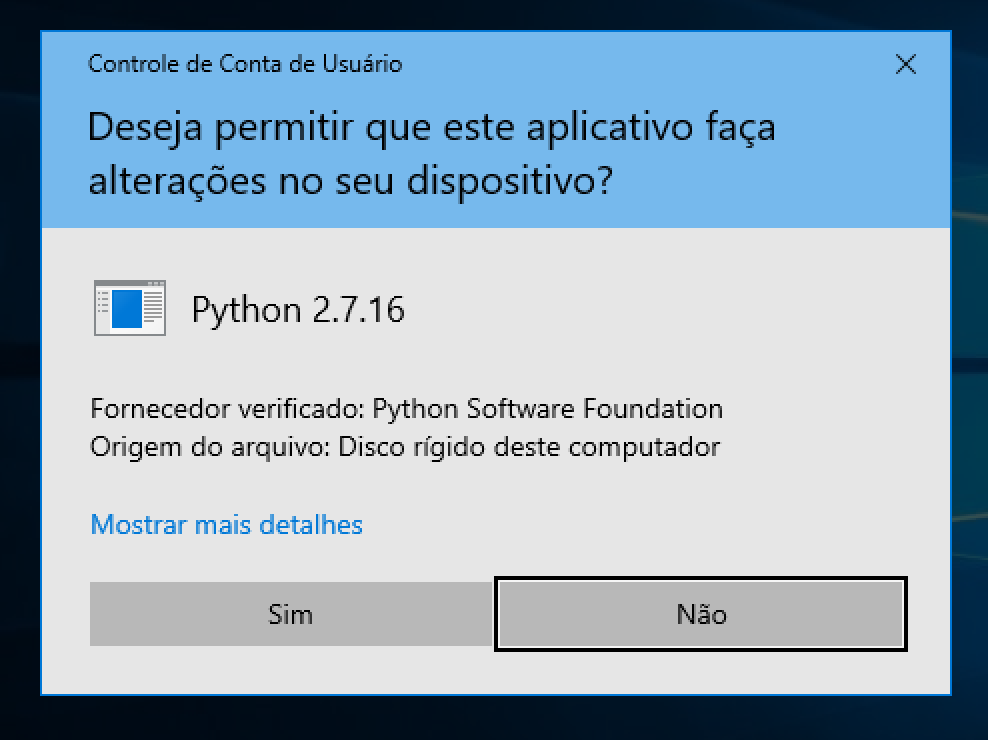 Controle de Conta de Usuário
Deseja permitir que este aplicativo faça
alterações no seu dispositivo?
Python 2.7.16
Fornecedor verificado: Python Software Foundation
Origem do arquivo: Disco rígido deste computador
Mostrar mais detalhes
Sim
Não